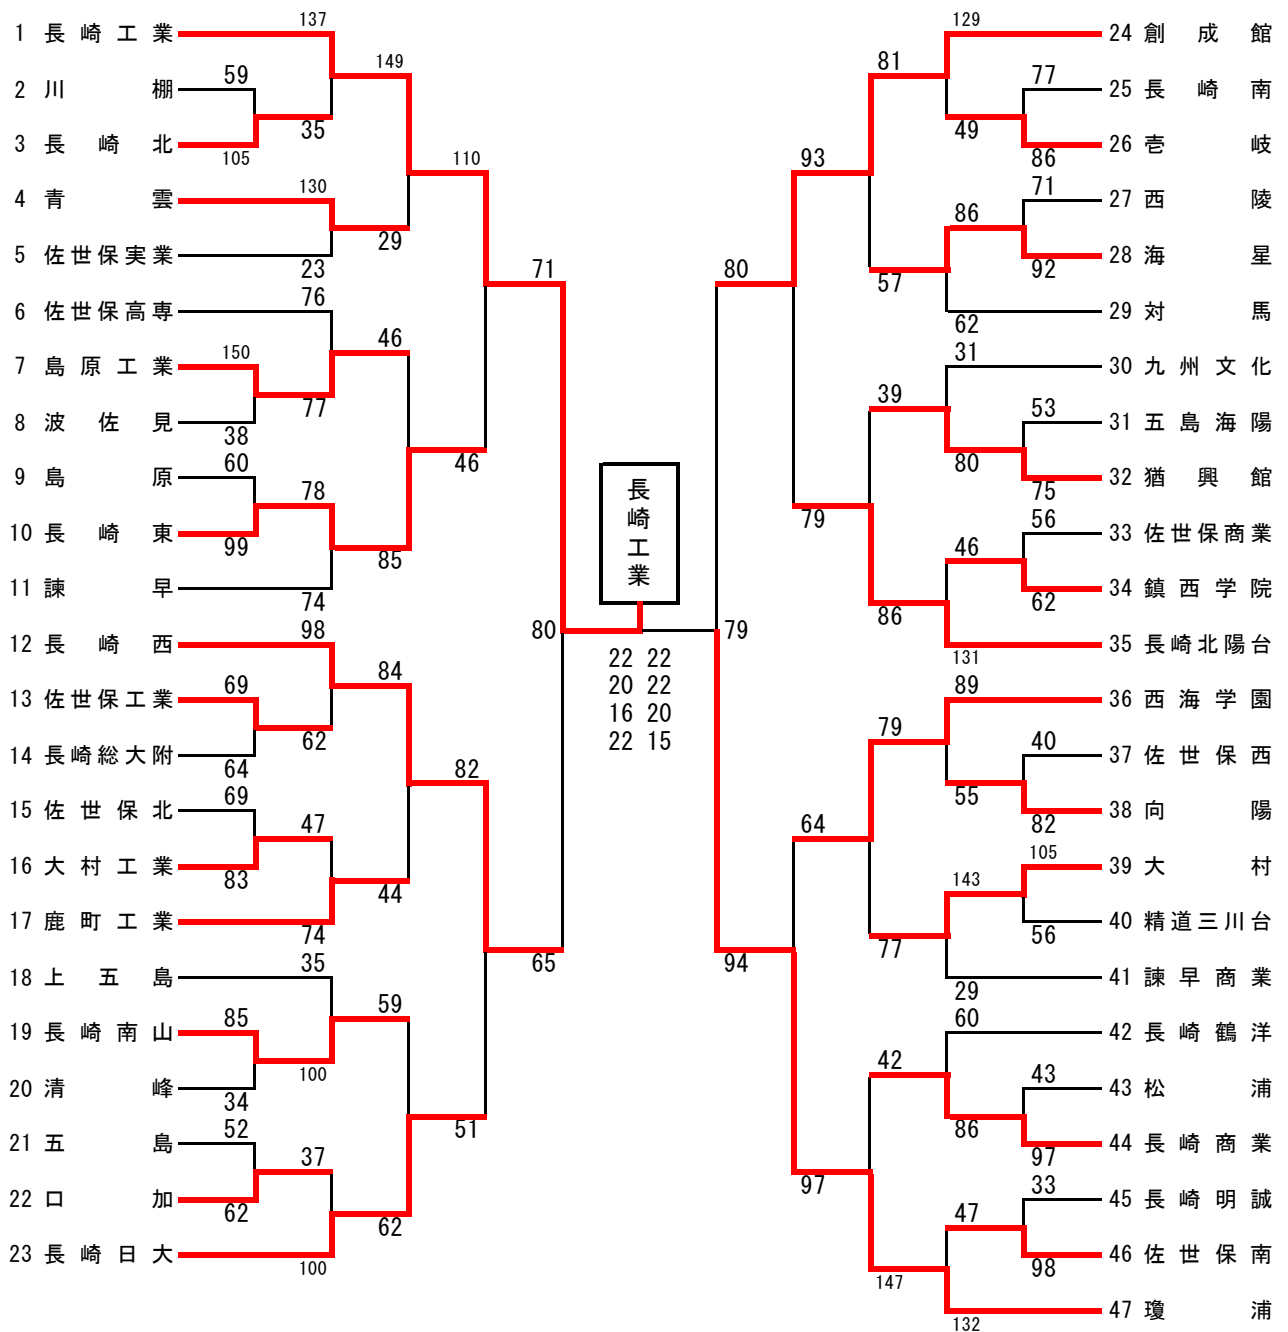 1 長崎工業
2 川棚
3 長崎北
4 青雲
5 佐世保実業
6 佐世保高専
7 島原工業
8 波佐見
9 島原
10 長崎東
11 諫早
12 長崎西
13 佐世保工業
14 長崎総大附
15 佐世保北
16 大村工業
17 鹿町工業
18 上五島
19 長崎南山
20 清峰
21 五島
22 口加
23 長崎日大
59
105
150
38
60
99
69
64
69
83
85
34
52
62
137
35
130
23
76
77
78
74
98
62
47
74
35
100
37
100
149
29
46
85
84
44
59
62
110
46
82
51
71
65
80
長崎工業
22 22
20 22
16 20
22 15
79
80
94
93
79
64
97
81
57
39
86
79
77
42
147
129
49
86
62
31
80
46
131
89
55
143
29
60
86
47
132
77
86
71
92
53
75
56
62
40
82
105
56
43
97
33
98
24 創成館
25 長崎南
26 壱岐
27 西陵
28 海星
29 対馬
30 九州文化
31 五島海陽
32 猶興館
33 佐世保商業
34 鎮西学院
35 長崎北陽台
36 西海学園
37 佐世保西
38 向陽
39 大村
40 精道三川台
41 諫早商業
42 長崎鶴洋
43 松浦
44 長崎商業
45 長崎明誠
46 佐世保南
47 瓊浦